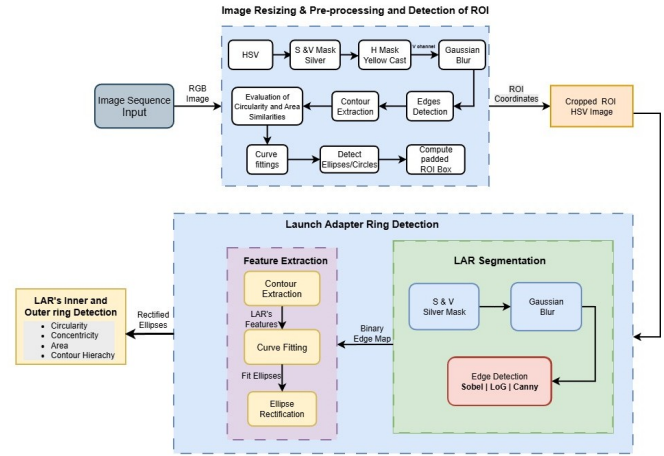 Image Resizing & Pre-processing and Detection of ROI
HSV
S &V Mask
Silver
H Mask
Yellow Cast
V channel
Gaussian
Blur
Image Sequence
Input
RGB
Image
Evaluation of
Circularity and Area
Similarities
Contour
Extraction
Edges
Detection
ROI
Coordinates
Cropped ROI
HSV Image
Curve
fittings
Detect
Ellipses/Circles
Compute
padded
ROI Box
Launch Adapter Ring Detection
Feature Extraction
Contour
Extraction
LAR's
Features
Curve Fitting
Fit Ellipses
Ellipse
Rectification
LAR Segmentation
S & V
Silver Mask
Gaussian
Blur
Edge Detection
Sobel | LoG | Canny
Binary
Edge Map
Rectified
Ellipses
LAR's Inner and
Outer ring Detection
• Circularity
• Concentricity
• Area
• Contour Hierachy